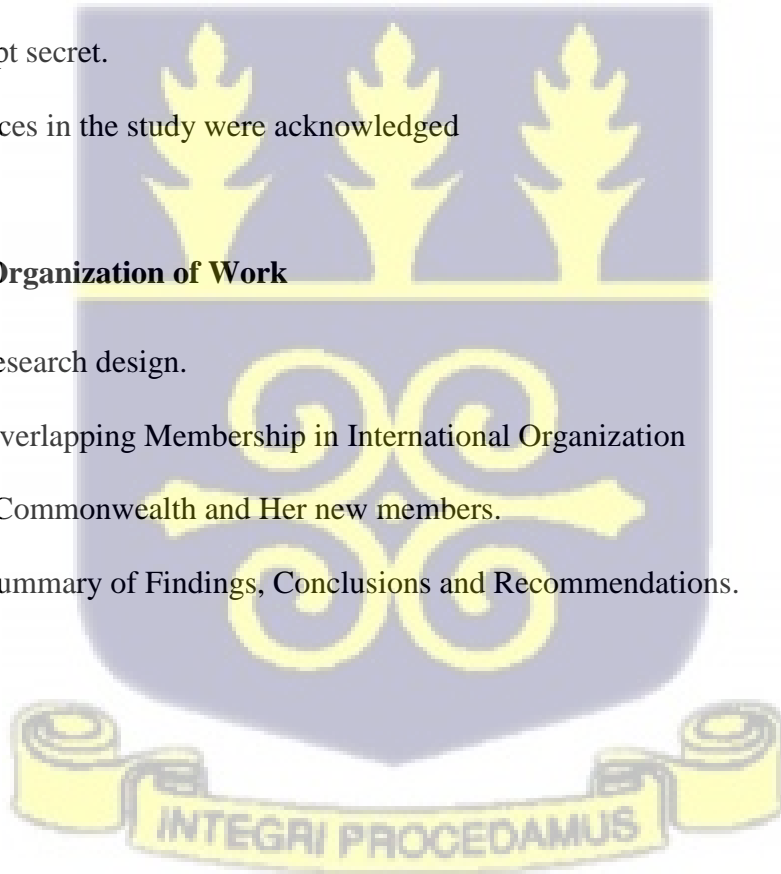 pt secret.
ces in the study were acknowledged
Organization of Work
esearch design.
verlapping Membership in International Organization
Commonwealth and Her new members.
ummary of Findings, Conclusions and Recommendations.
INTEGRI PROCEDAMUS